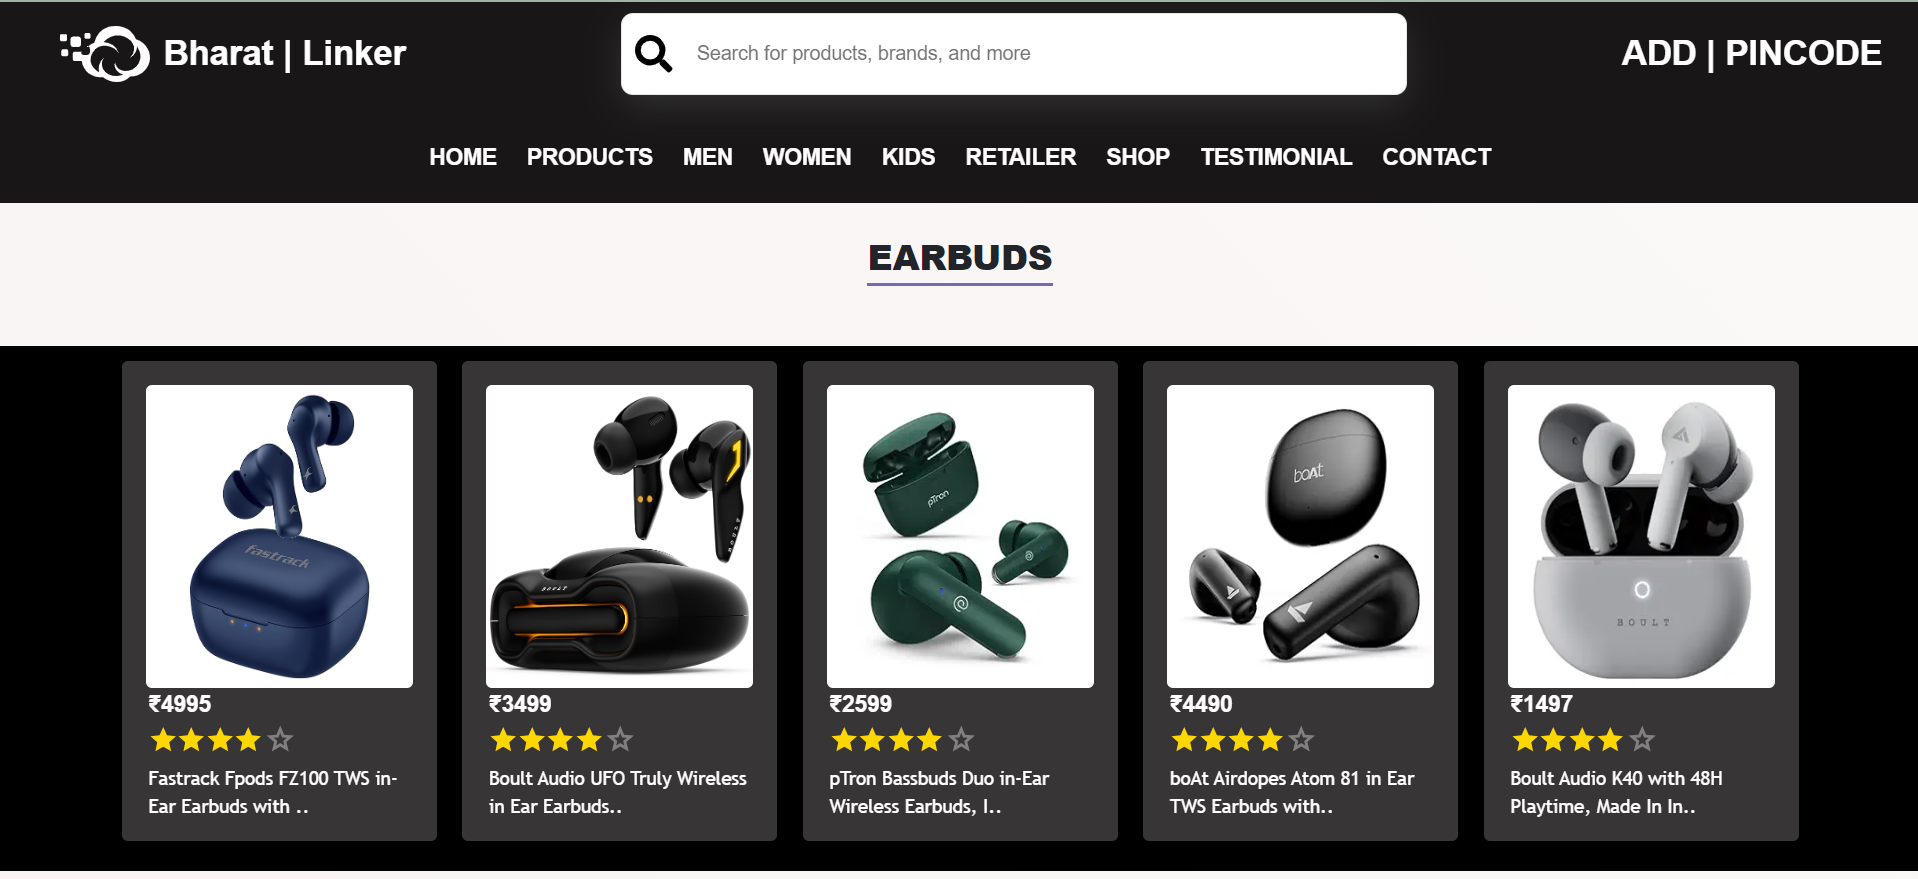 Bharat | Linker
Search for products, brands, and more
ADD | PINCODE
HOME PRODUCTS MEN WOMEN KIDS RETAILER SHOP TESTIMONIAL CONTACT
EARBUDS
fastrack
BOULT
BOULT
pTron
boAt
BOULT
₹4995
₹3499
₹2599
₹4490
₹1497
Fastrack Fpods FZ100 TWS in-
Ear Earbuds with ..
Boult Audio UFO Truly Wireless
in Ear Earbuds..
pTron Bassbuds Duo in-Ear
Wireless Earbuds, I..
boAt Airdopes Atom 81 in Ear
TWS Earbuds with..
Boult Audio K40 with 48H
Playtime, Made In In..